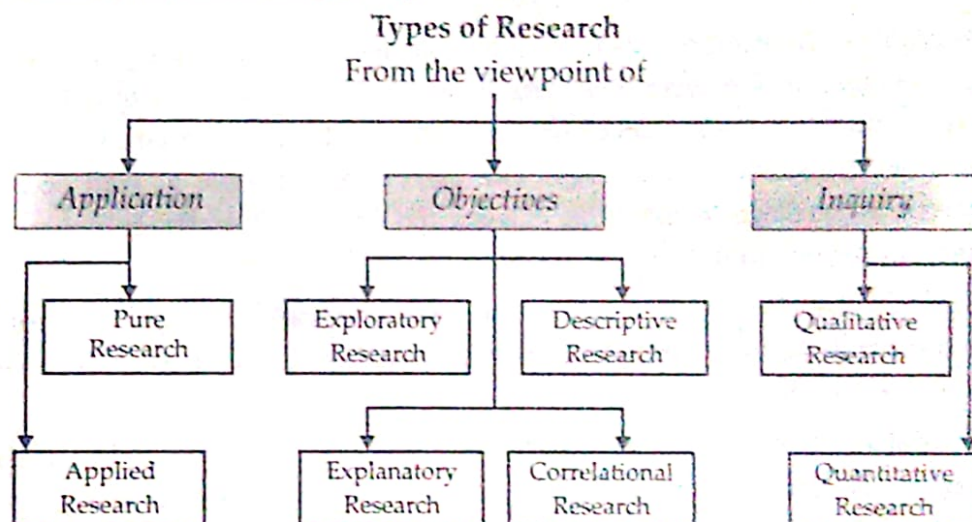 Types of Research
From the viewpoint of
Application
Objectives
Inquiry
Pure
Research
Exploratory
Research
Descriptive
Research
Qualitative
Research
Applied
Research
Explanatory
Research
Correlational
Research
Quantitative
Research